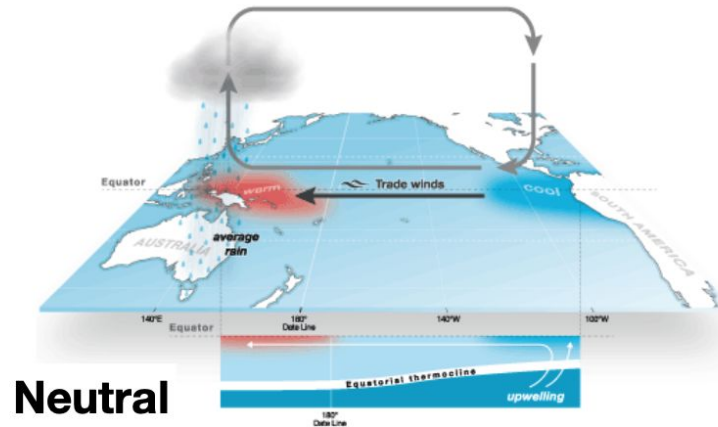 Equator
warm
Trade winds
cool
SOUTH AMERICA
AUSTRALIA
average
rain
140°E
180°
Date Line
140°W
100°W
Equator
Equatorial thermocline
upwelling
Neutral
180°
Date Line